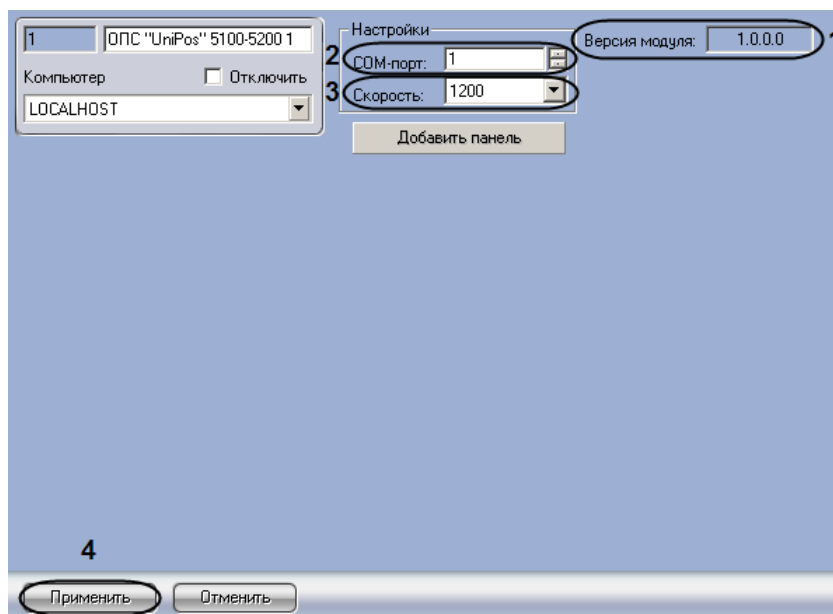 1
ОПС "UniPos" 5100-5200 1
Компьютер
Отключить
LOCALHOST
Настройки
2
COM-порт:
1
3
Скорость:
1200
Добавить панель
Версия модуля:
1.0.0.0
1
4
Применить
Отменить